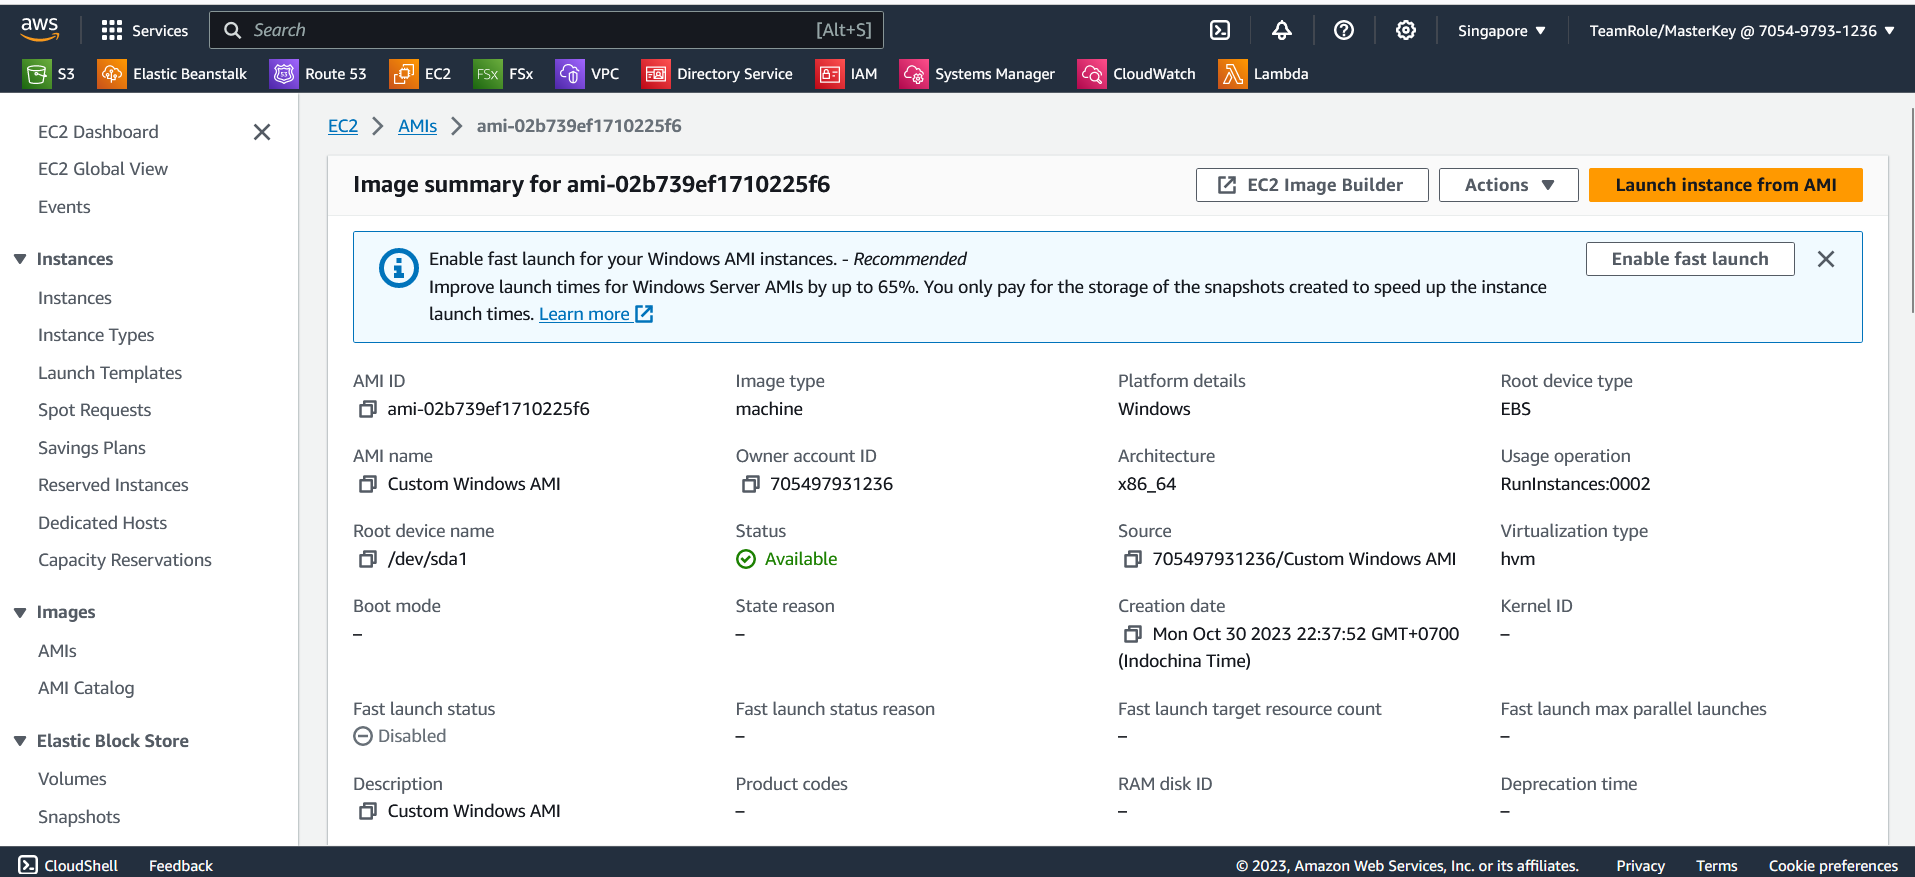 aws
Services
Search
[Alt+S]
Singapore
TeamRole/MasterKey @ 7054-9793-1236
S3
Elastic Beanstalk
Route 53
EC2
FSx
FSx
VPC
Directory Service
IAM
Systems Manager
CloudWatch
Lambda
EC2 Dashboard
EC2 Global View
Events
Instances
Instances
Instance Types
Launch Templates
Spot Requests
Savings Plans
Reserved Instances
Dedicated Hosts
Capacity Reservations
Images
AMIs
AMI Catalog
Elastic Block Store
Volumes
Snapshots
EC2
AMIs
ami-02b739ef1710225f6
Image summary for ami-02b739ef1710225f6
EC2 Image Builder
Actions
Launch instance from AMI
Enable fast launch for your Windows AMI instances. - Recommended
Improve launch times for Windows Server AMIs by up to 65%. You only pay for the storage of the snapshots created to speed up the instance
launch times. Learn more
Enable fast launch
AMI ID
ami-02b739ef1710225f6
Image type
machine
Platform details
Windows
Root device type
EBS
AMI name
Custom Windows AMI
Owner account ID
705497931236
Architecture
x86_64
Usage operation
RunInstances:0002
Root device name
/dev/sda1
Status
Available
Source
705497931236/Custom Windows AMI
Virtualization type
hvm
Boot mode
–
State reason
–
Creation date
Mon Oct 30 2023 22:37:52 GMT+0700
(Indochina Time)
Kernel ID
–
Fast launch status
Disabled
Fast launch status reason
–
Fast launch target resource count
–
Fast launch max parallel launches
–
Description
Custom Windows AMI
Product codes
–
RAM disk ID
–
Deprecation time
–
CloudShell
Feedback
© 2023, Amazon Web Services, Inc. or its affiliates.
Privacy
Terms
Cookie preferences